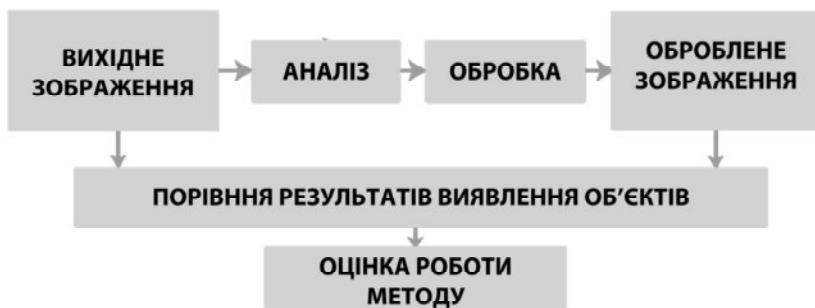 ВИХІДНЕ
ЗОБРАЖЕННЯ
АНАЛІЗ
ОБРОБКА
ОБРОБЛЕНЕ
ЗОБРАЖЕННЯ
ПОРІВННЯ РЕЗУЛЬТАТІВ ВИЯВЛЕННЯ ОБ’ЄКТІВ
ОЦІНКА РОБОТИ
МЕТОДУ